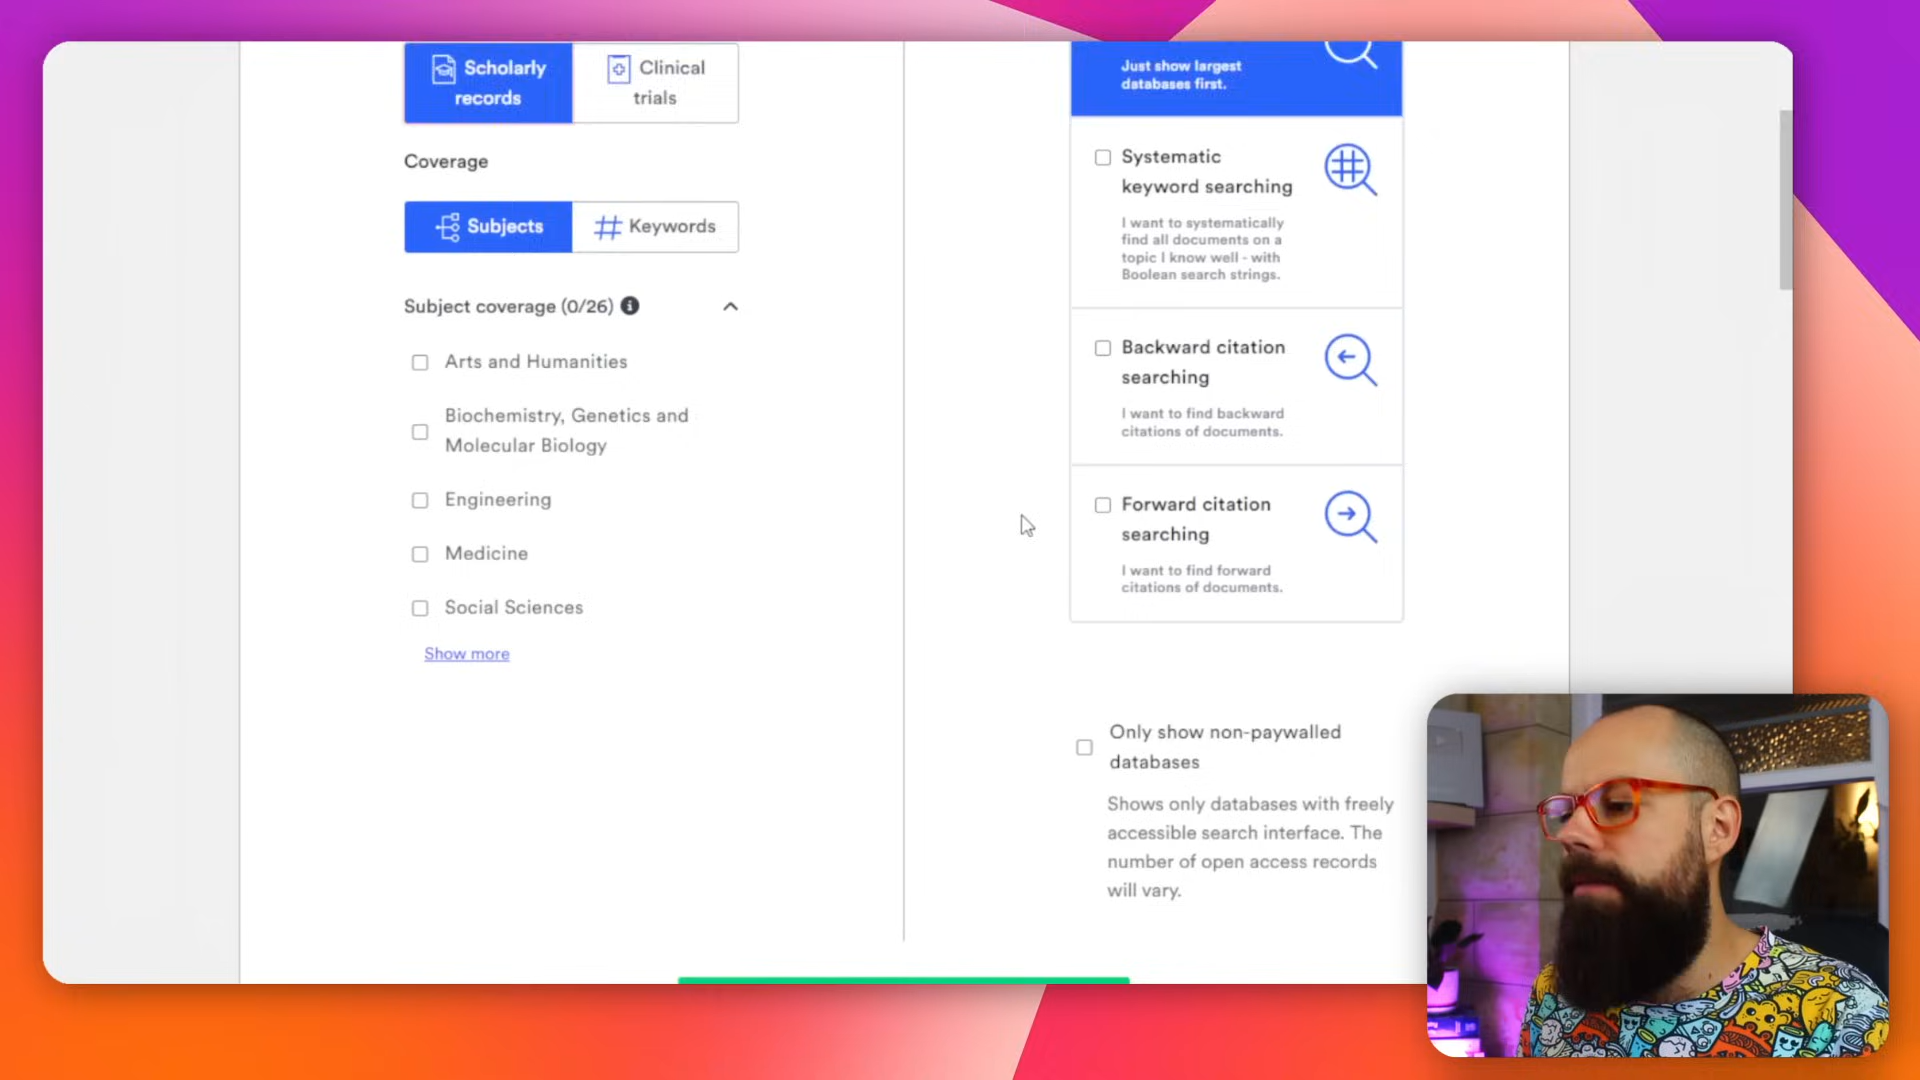 Scholarly
records
Clinical
trials
Coverage
Subjects
Keywords
Subject coverage (0/26)
Arts and Humanities
Biochemistry, Genetics and
Molecular Biology
Engineering
Medicine
Social Sciences
Show more
Just show largest
databases first.
Systematic
keyword searching
I want to systematically
find all documents on a
topic I know well - with
Boolean search strings.
Backward citation
searching
I want to find backward
citations of documents.
Forward citation
searching
I want to find forward
citations of documents.
Only show non-paywalled
databases
Shows only databases with freely
accessible search interface. The
number of open access records
will vary.